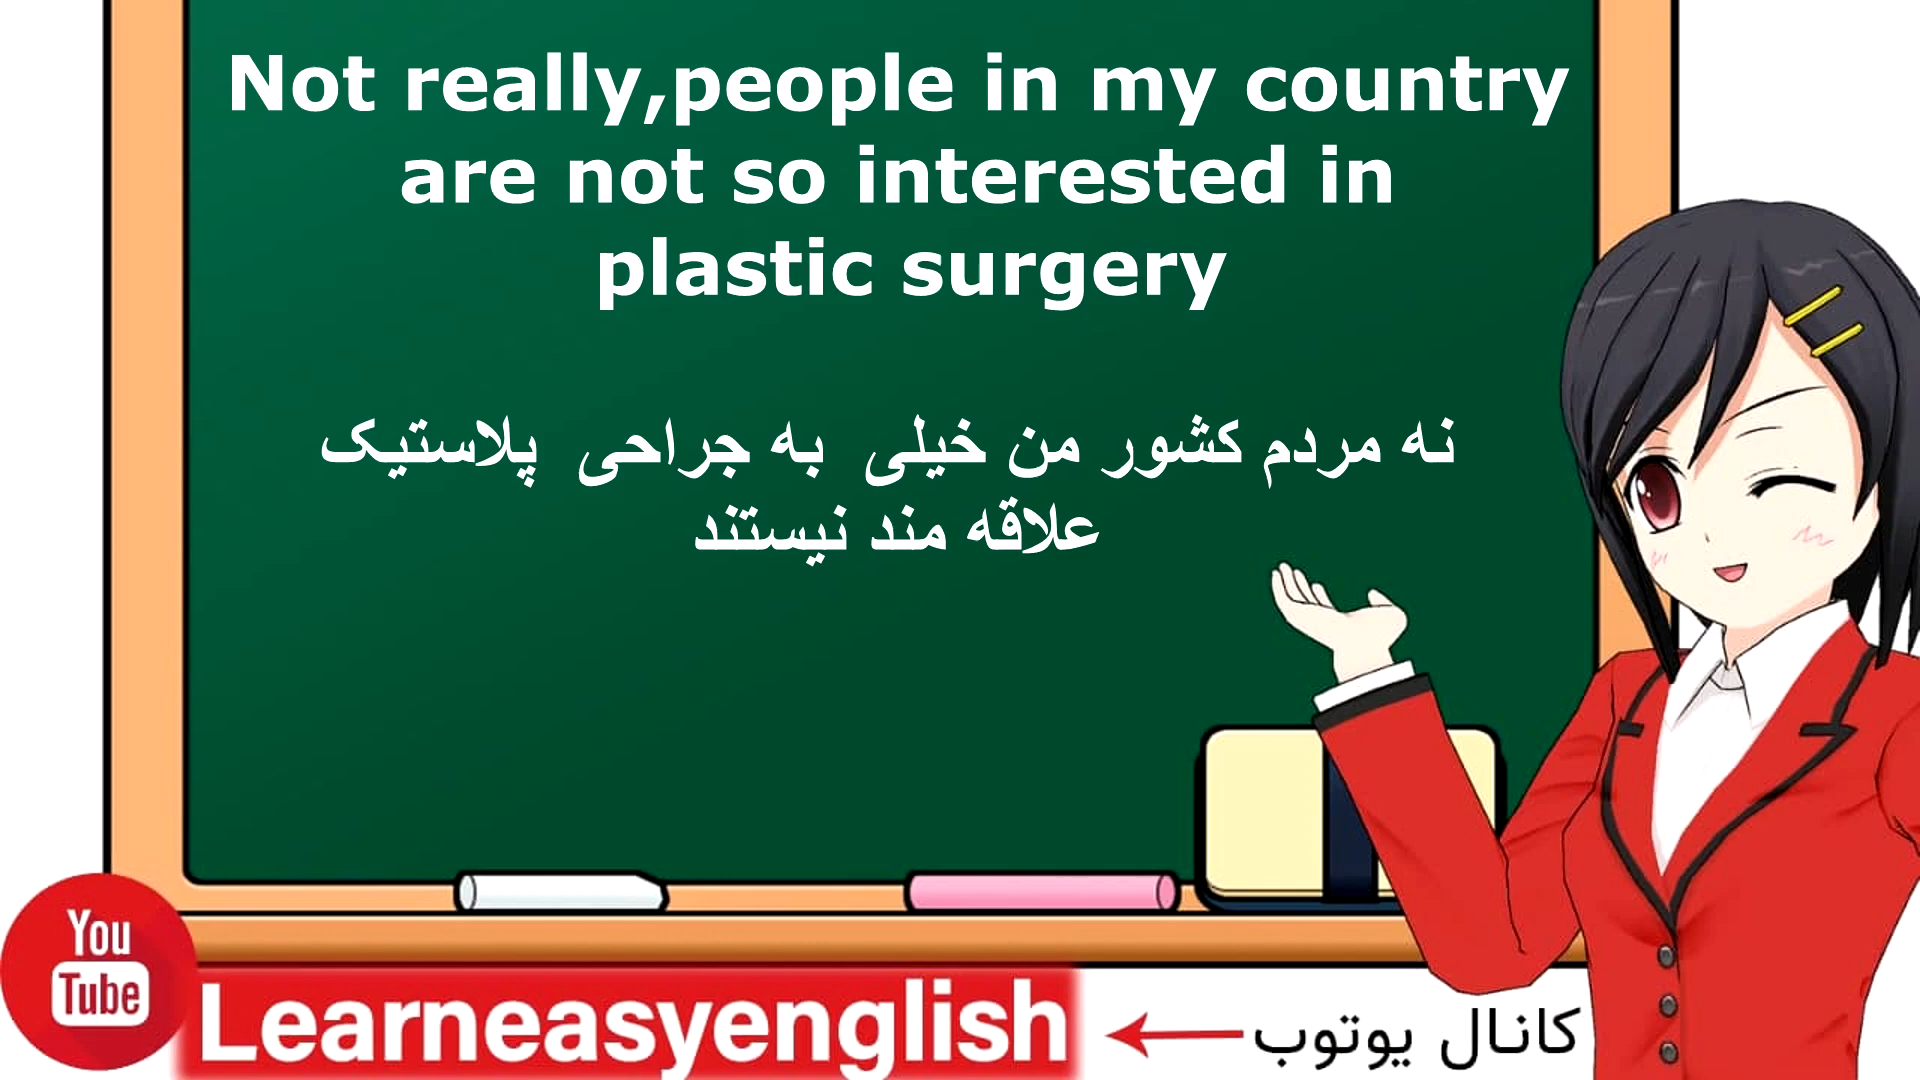 Not really,people in my country
are not so interested in
plastic surgery
نه مردم کشور من خیلی به جراحی پلاستیک
علاقه مند نیستند
You
Tube
Learneasyenglish
کانال یوتوب